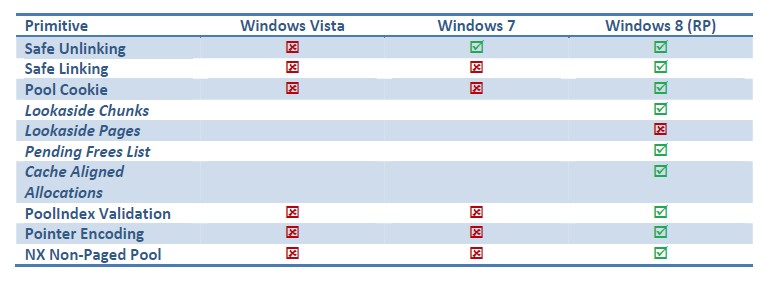 Primitive Windows Vista Windows 7 Windows 8 (RP)
Safe Unlinking
Safe Linking
Pool Cookie
Lookaside Chunks
Lookaside Pages
Pending Frees List
Cache Aligned
Allocations
PoolIndex Validation
Pointer Encoding
NX Non-Paged Pool